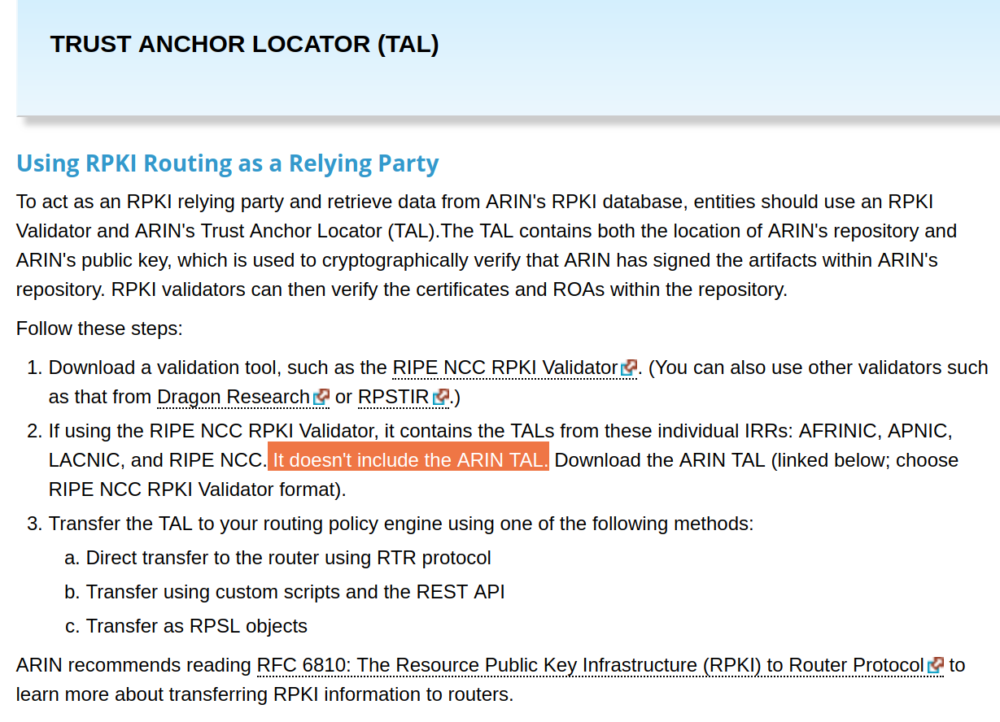 TRUST ANCHOR LOCATOR (TAL)
Using RPKI Routing as a Relying Party
To act as an RPKI relying party and retrieve data from ARIN's RPKI database, entities should use an RPKI
Validator and ARIN's Trust Anchor Locator (TAL).The TAL contains both the location of ARIN's repository and
ARIN's public key, which is used to cryptographically verify that ARIN has signed the artifacts within ARIN's
repository. RPKI validators can then verify the certificates and ROAs within the repository.
Follow these steps:
1. Download a validation tool, such as the RIPE NCC RPKI Validator. (You can also use other validators such
as that from Dragon Research or RPSTIR.)
2. If using the RIPE NCC RPKI Validator, it contains the TALs from these individual IRRs: AFRINIC, APNIC,
LACNIC, and RIPE NCC. It doesn't include the ARIN TAL. Download the ARIN TAL (linked below; choose
RIPE NCC RPKI Validator format).
3. Transfer the TAL to your routing policy engine using one of the following methods:
a. Direct transfer to the router using RTR protocol
b. Transfer using custom scripts and the REST API
c. Transfer as RPSL objects
ARIN recommends reading RFC 6810: The Resource Public Key Infrastructure (RPKI) to Router Protocol to
learn more about transferring RPKI information to routers.